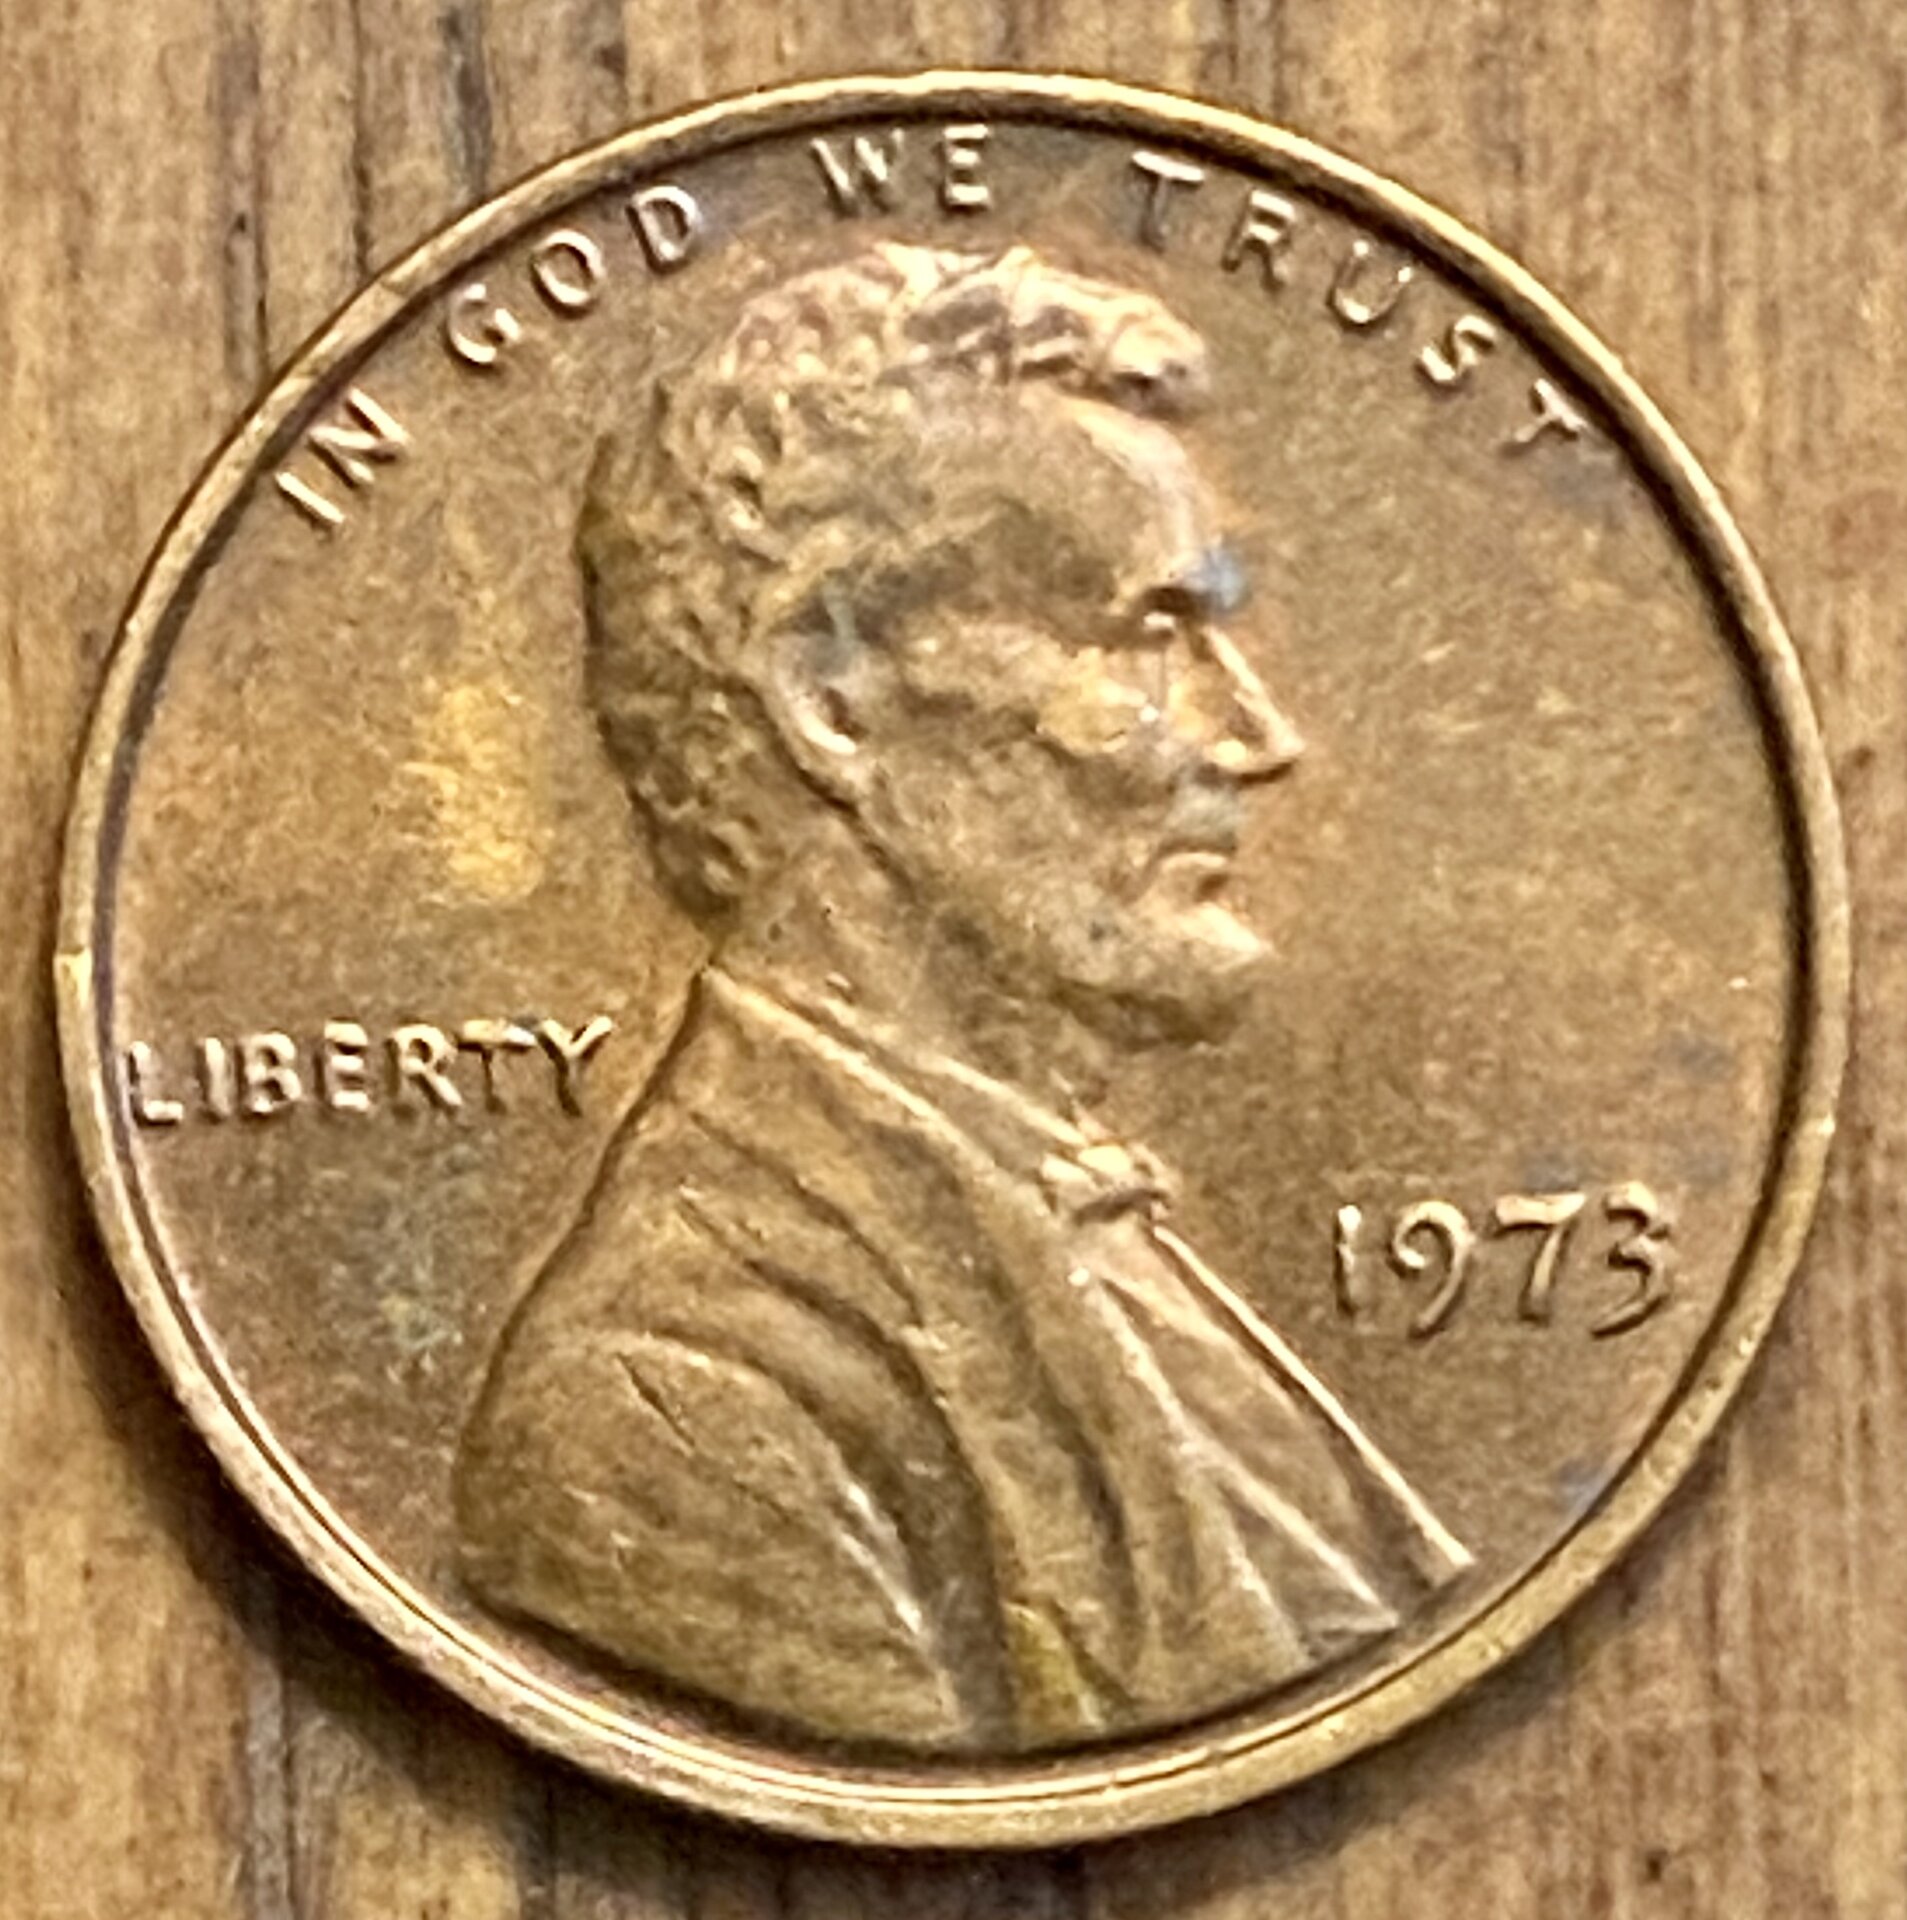 IN GOD WE TRUST
LIBERTY
1973